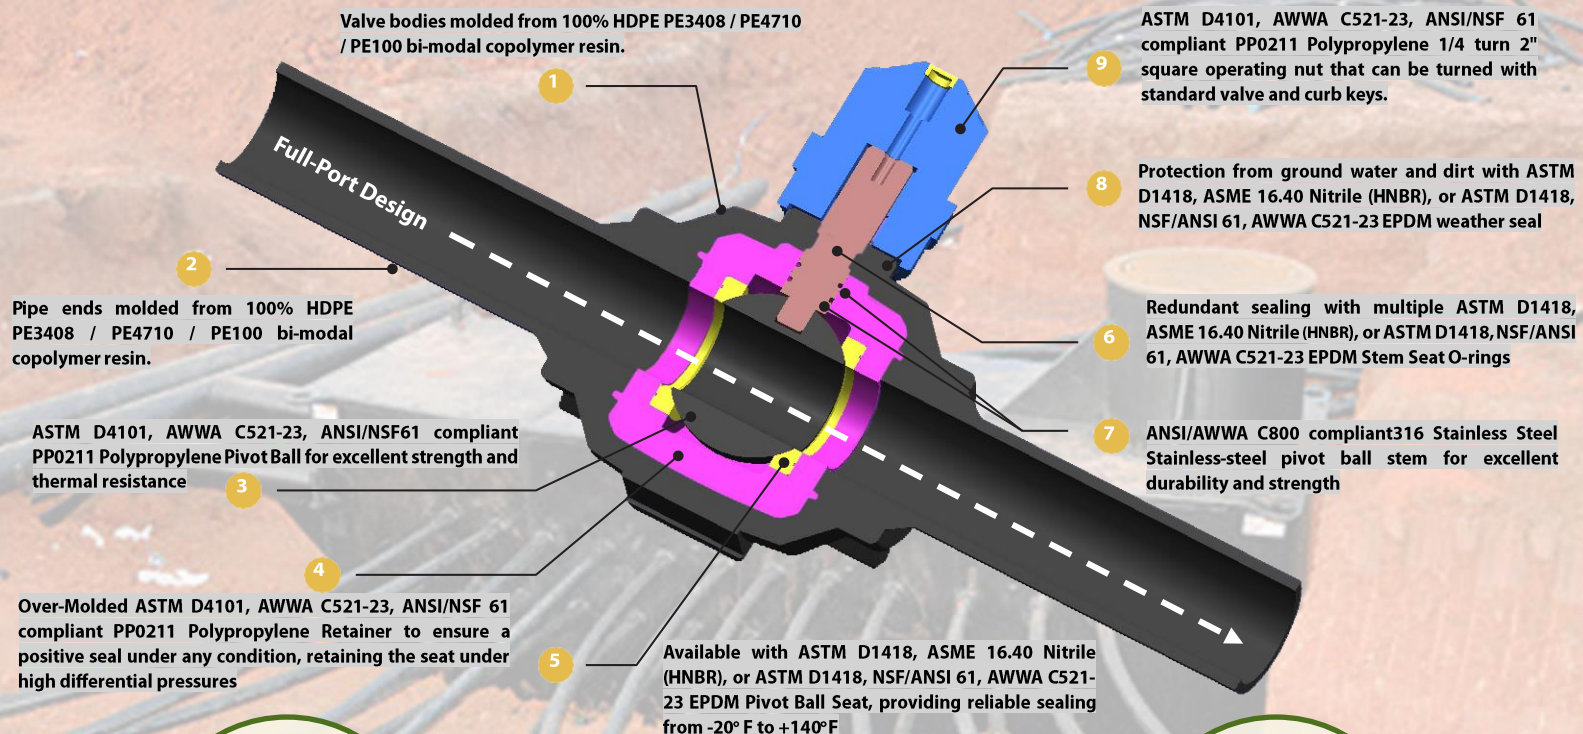 Valve bodies molded from 100% HDPE PE3408 / PE4710
/ PE100 bi-modal copolymer resin.
1
Full-Port Design
2
Pipe ends molded from 100% HDPE
PE3408 / PE4710 / PE100 bi-modal
copolymer resin.
ASTM D4101, AWWA C521-23, ANSI/NSF61 compliant
PP0211 Polypropylene Pivot Ball for excellent strength and
thermal resistance
3
4
Over-Molded ASTM D4101, AWWA C521-23, ANSI/NSF 61
compliant PP0211 Polypropylene Retainer to ensure a
positive seal under any condition, retaining the seat under
high differential pressures
5
Available with ASTM D1418, ASME 16.40 Nitrile
(HNBR), or ASTM D1418, NSF/ANSI 61, AWWA C521-
23 EPDM Pivot Ball Seat, providing reliable sealing
from -20° F to +140°F
9
ASTM D4101, AWWA C521-23, ANSI/NSF 61
compliant PP0211 Polypropylene 1/4 turn 2"
square operating nut that can be turned with
standard valve and curb keys.
8
Protection from ground water and dirt with ASTM
D1418, ASME 16.40 Nitrile (HNBR), or ASTM D1418,
NSF/ANSI 61, AWWA C521-23 EPDM weather seal
6
Redundant sealing with multiple ASTM D1418,
ASME 16.40 Nitrile (HNBR), or ASTM D1418, NSF/ANSI
61, AWWA C521-23 EPDM Stem Seat O-rings
7
ANSI/AWWA C800 compliant316 Stainless Steel
Stainless-steel pivot ball stem for excellent
durability and strength